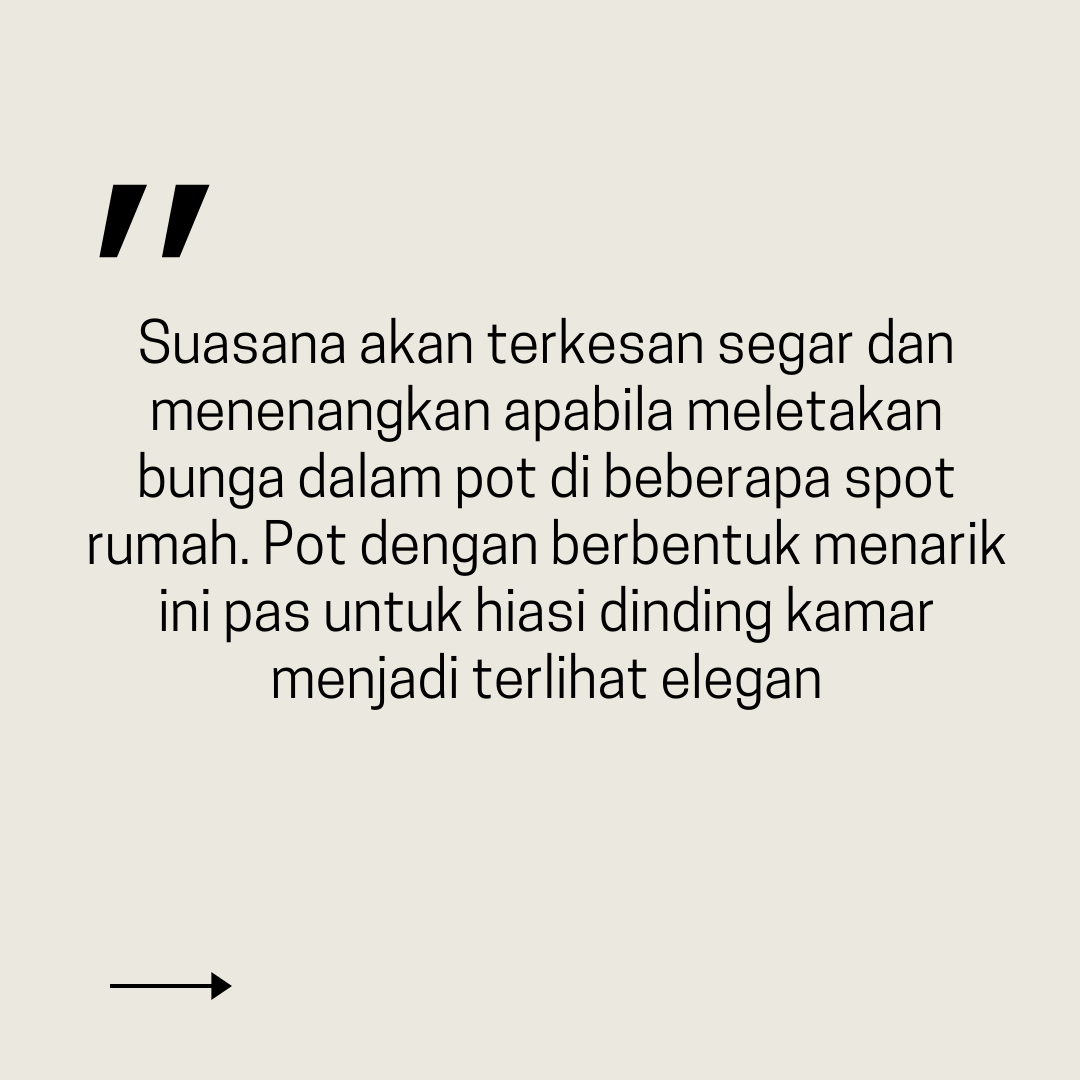 "
Suasana akan terkesan segar dan
menenangkan apabila meletakan
bunga dalam pot di beberapa spot
rumah. Pot dengan berbentuk menarik
ini pas untuk hiasi dinding kamar
menjadi terlihat elegan